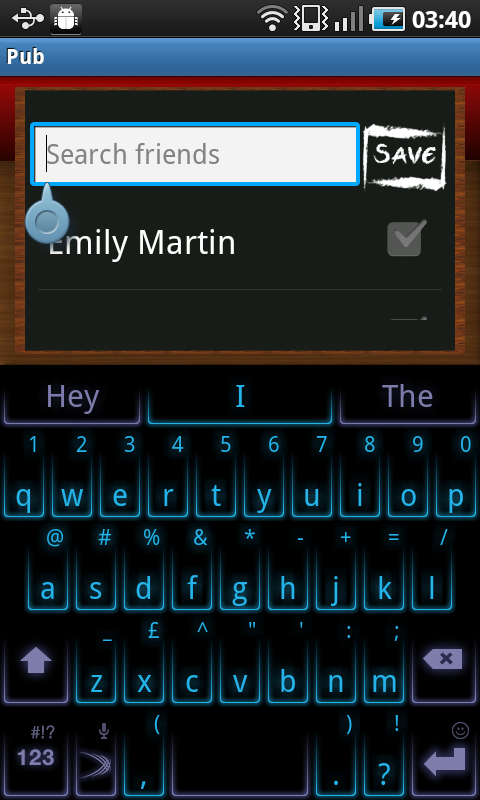 03:40
Pub
Search friends
SAVE
Emily Martin
Hey I The
1 2 3 4 5 6 7 8 9 0
q w e r t y u i o p
@ # % & * - + = /
a s d f g h j k l
_ £ ^ " ' : ;
z x c v b n m
#!? ( ) !
123 , . ?